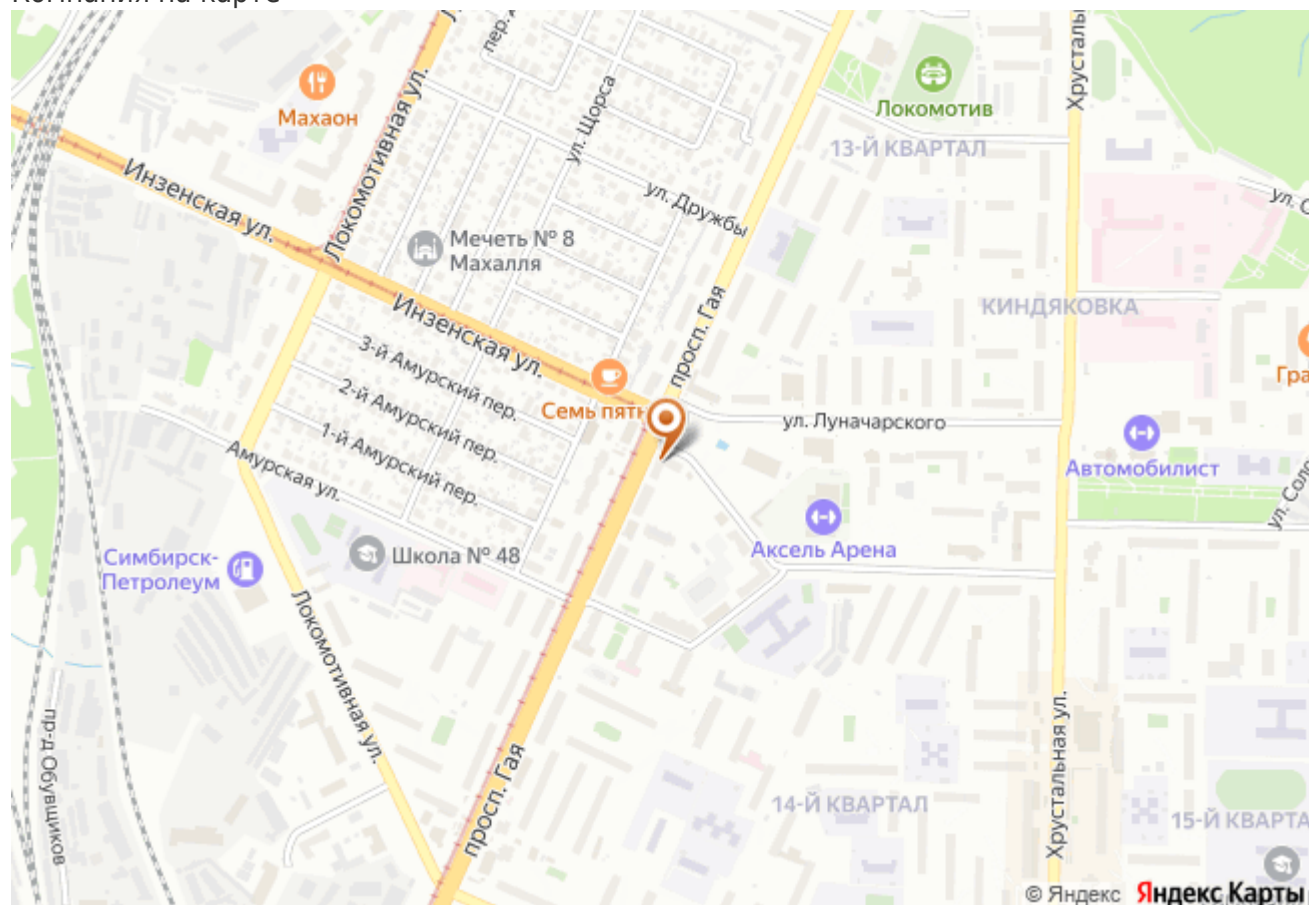 Компания на карте
Махаон
Локомотивная ул.
пер.
ул. Щорса
ул. Дружбы
Локомотив
13-Й КВАРТАЛ
Инзенская ул.
Мечеть № 8
Махалля
Инзенская ул.
просп. Гая
КИНДЯКОВКА
3-й Амурский пер.
2-й Амурский пер.
1-й Амурский пер.
Семь пятн
ул. Луначарского
Автомобилист
Амурская ул.
Аксель Арена
Школа № 48
Симбирск-
Петролеум
Локомотивная ул.
пр-д Обувщиков
просп. Гая
14-Й КВАРТАЛ
Хрустальная ул.
15-Й КВАРТА
© Яндекс Яндекс Карты